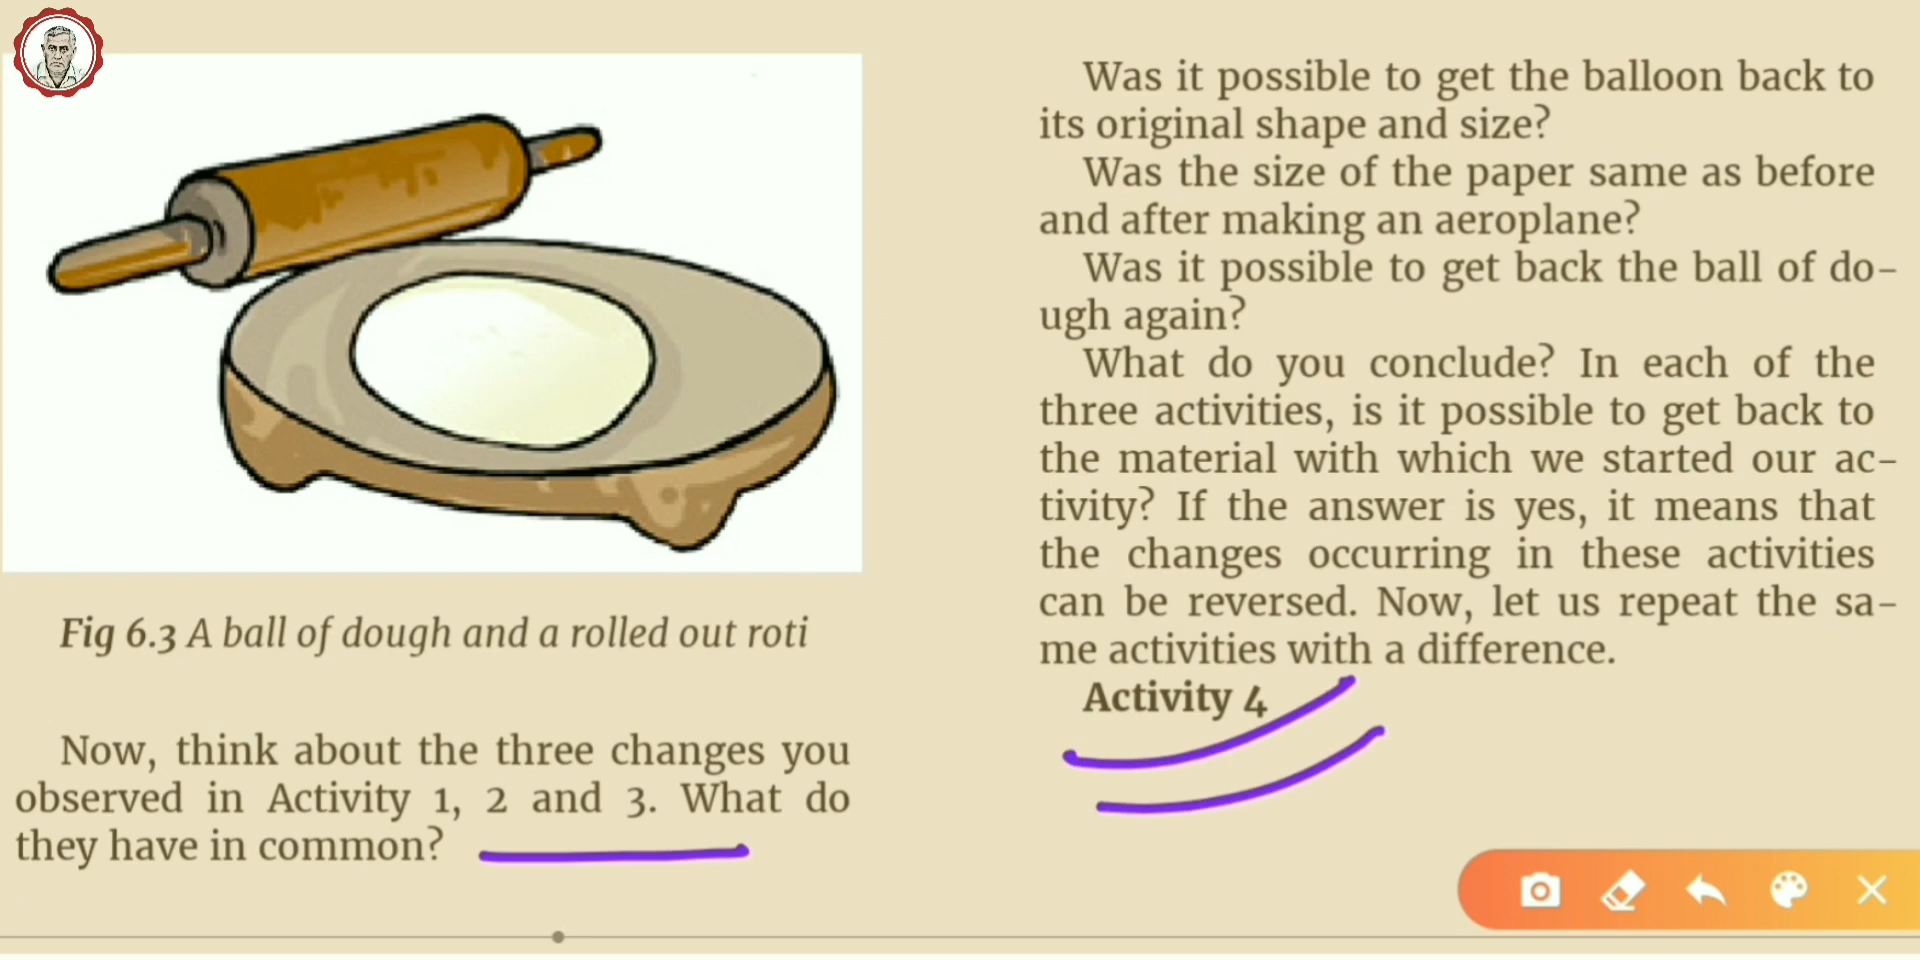 Fig 6.3 A ball of dough and a rolled out roti
Now, think about the three changes you
observed in Activity 1, 2 and 3. What do
they have in common?
Was it possible to get the balloon back to
its original shape and size?
Was the size of the paper same as before
and after making an aeroplane?
Was it possible to get back the ball of do-
ugh again?
What do you conclude? In each of the
three activities, is it possible to get back to
the material with which we started our ac-
tivity? If the answer is yes, it means that
the changes occurring in these activities
can be reversed. Now, let us repeat the sa-
me activities with a difference.
Activity 4